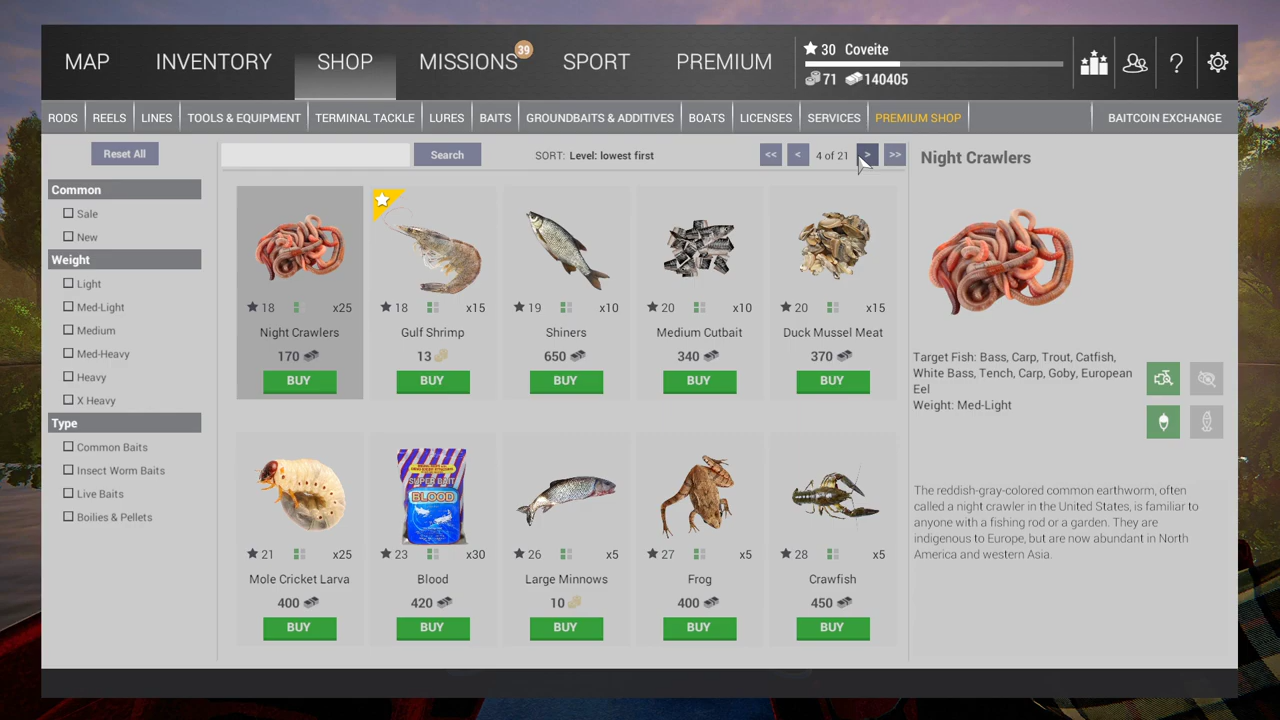 MAP
INVENTORY
SHOP
MISSIONS
39
SPORT
PREMIUM
30 Coveite
71 140405
?
RODS
REELS
LINES
TOOLS & EQUIPMENT
TERMINAL TACKLE
LURES
BAITS
GROUNDBAITS & ADDITIVES
BOATS
LICENSES
SERVICES
PREMIUM SHOP
BAITCOIN EXCHANGE
Reset All
Common
Sale
New
Weight
Light
Med-Light
Medium
Med-Heavy
Heavy
X Heavy
Type
Common Baits
Insect Worm Baits
Live Baits
Boilies & Pellets
Search
SORT: Level: lowest first
<< < 4 of 21 > >>
18 x25
Night Crawlers
170
BUY
18 x15
Gulf Shrimp
13
BUY
19 x10
Shiners
650
BUY
20 x10
Medium Cutbait
340
BUY
20 x15
Duck Mussel Meat
370
BUY
21 x25
Mole Cricket Larva
400
BUY
SUPER BAIT
BLOOD
23 x30
Blood
420
BUY
26 x5
Large Minnows
10
BUY
27 x5
Frog
400
BUY
28 x5
Crawfish
450
BUY
Night Crawlers
Target Fish: Bass, Carp, Trout, Catfish,
White Bass, Tench, Carp, Goby, European
Eel
Weight: Med-Light
The reddish-gray-colored common earthworm, often
called a night crawler in the United States, is familiar to
anyone with a fishing rod or a garden. They are
indigenous to Europe, but are now abundant in North
America and western Asia.